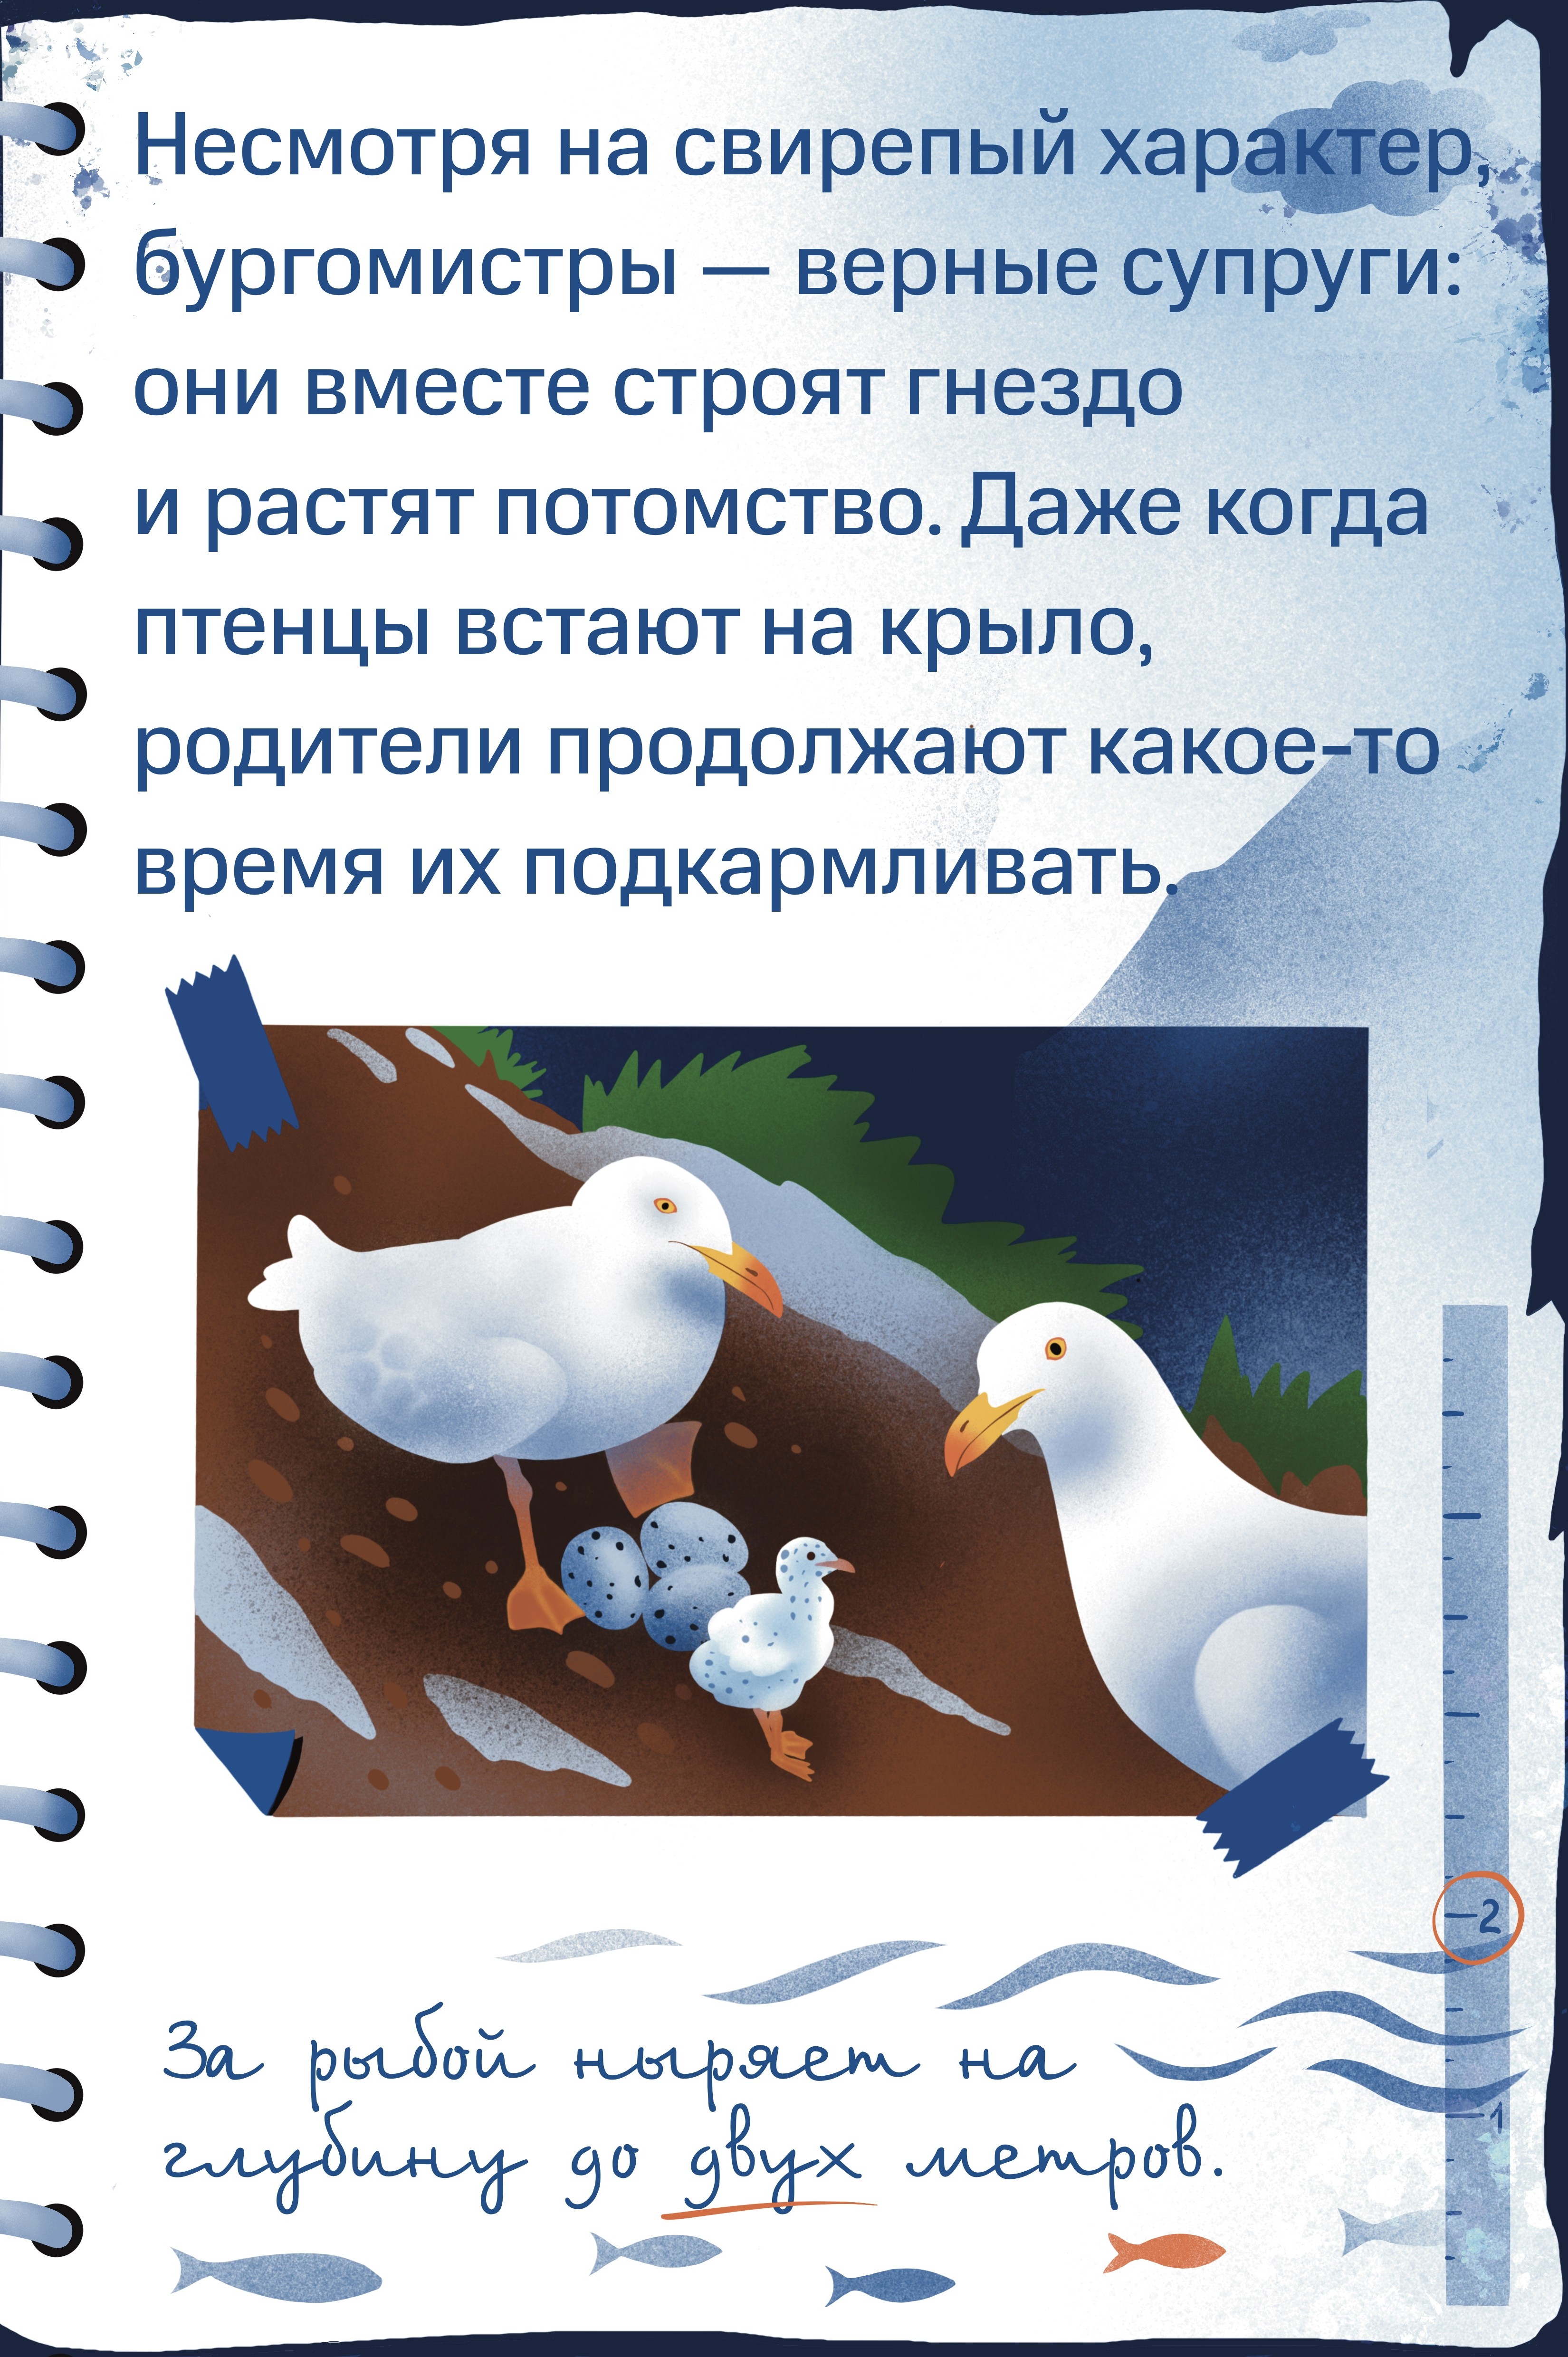 Несмотря на свирепый характер,
бургомистры — верные супруги:
они вместе строят гнездо
и растят потомство. Даже когда
птенцы встают на крыло,
родители продолжают какое-то
время их подкармливать.
2
За рыбой ныряет на
1
глубину до двух метров.